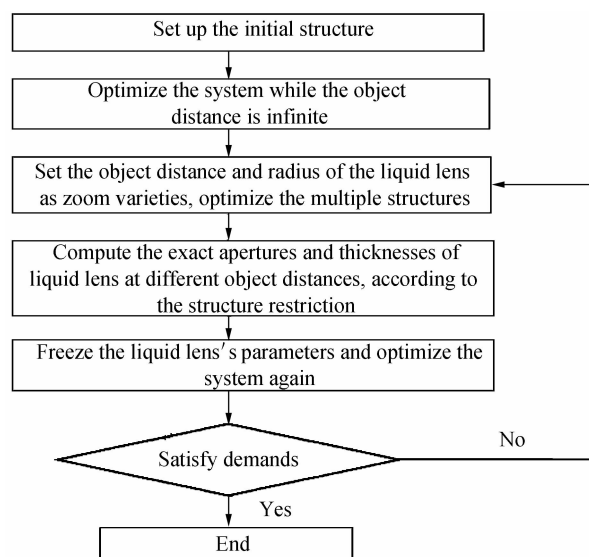 Set up the initial structure
Optimize the system while the object
distance is infinite
Set the object distance and radius of the liquid lens
as zoom varieties, optimize the multiple structures
Compute the exact apertures and thicknesses of
liquid lens at different object distances, according to
the structure restriction
Freeze the liquid lens′s parameters and optimize the
system again
Satisfy demands
No
Yes
End